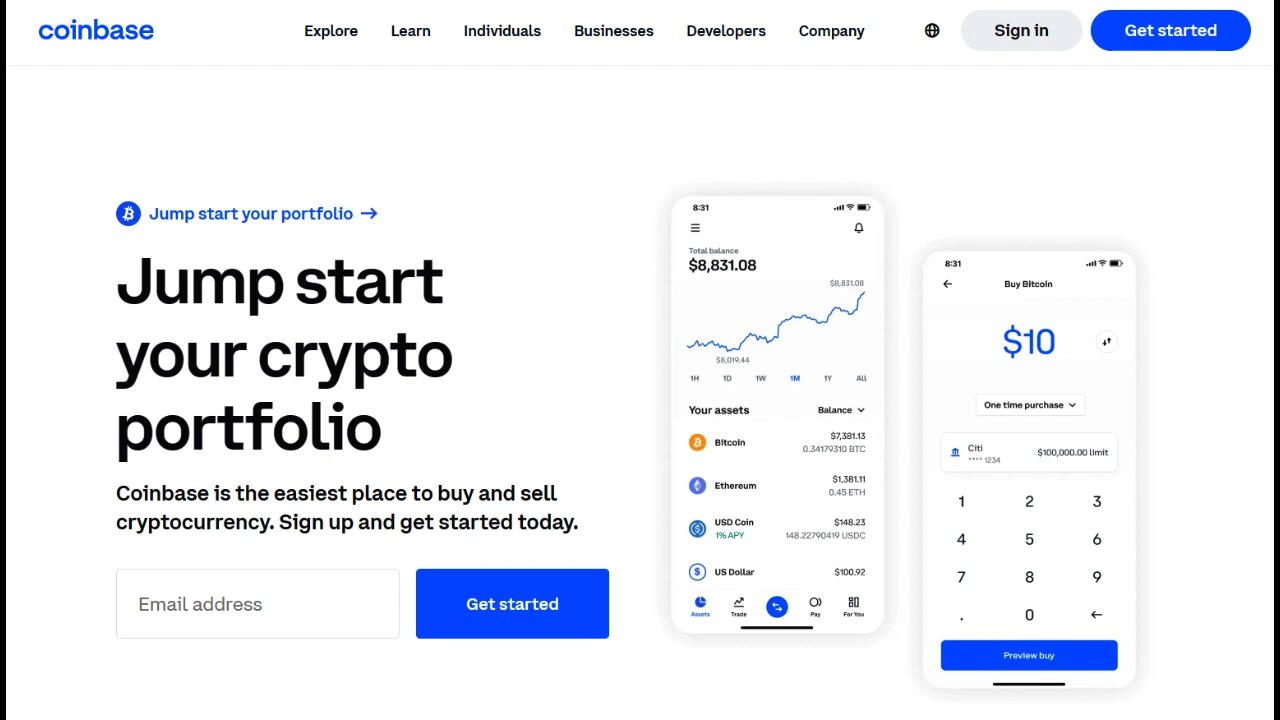 coinbase
Explore
Learn
Individuals
Businesses
Developers
Company
Sign in
Get started
Jump start your portfolio →
Jump start
your crypto
portfolio
Coinbase is the easiest place to buy and sell
cryptocurrency. Sign up and get started today.
Email address
Get started
8:31
Total balance
$8,831.08
$8,831.08
$8,019.44
1H 1D 1W 1M 1Y All
Your assets Balance
Bitcoin $7,381.13
0.34179310 BTC
Ethereum $1,381.11
0.45 ETH
USD Coin $148.23
1% APY 148.22790419 USDC
US Dollar $100.92
Assets Trade Pay For You
8:31
Buy Bitcoin
$10
One time purchase
Citi
**** 1234
$100,000.00 limit
1 2 3
4 5 6
7 8 9
. 0 ←
Preview buy